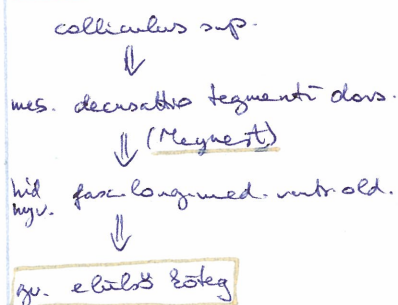 colliculus sup.
⇓
mes. decussatio tegmenti dors.
⇓ (Meynert)
híd fasc. long. med. ventr. old.
nyv.
⇓
gv. elülső köteg